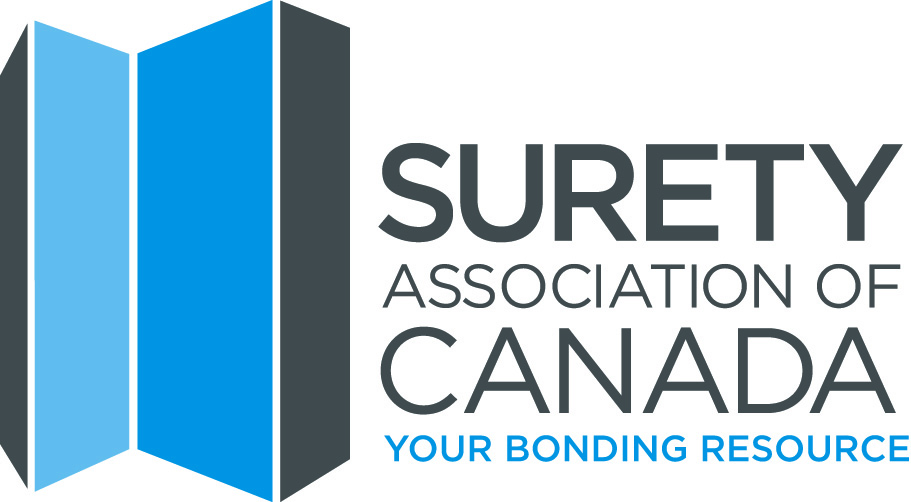 SURETY
ASSOCIATION OF
CANADA
YOUR BONDING RESOURCE